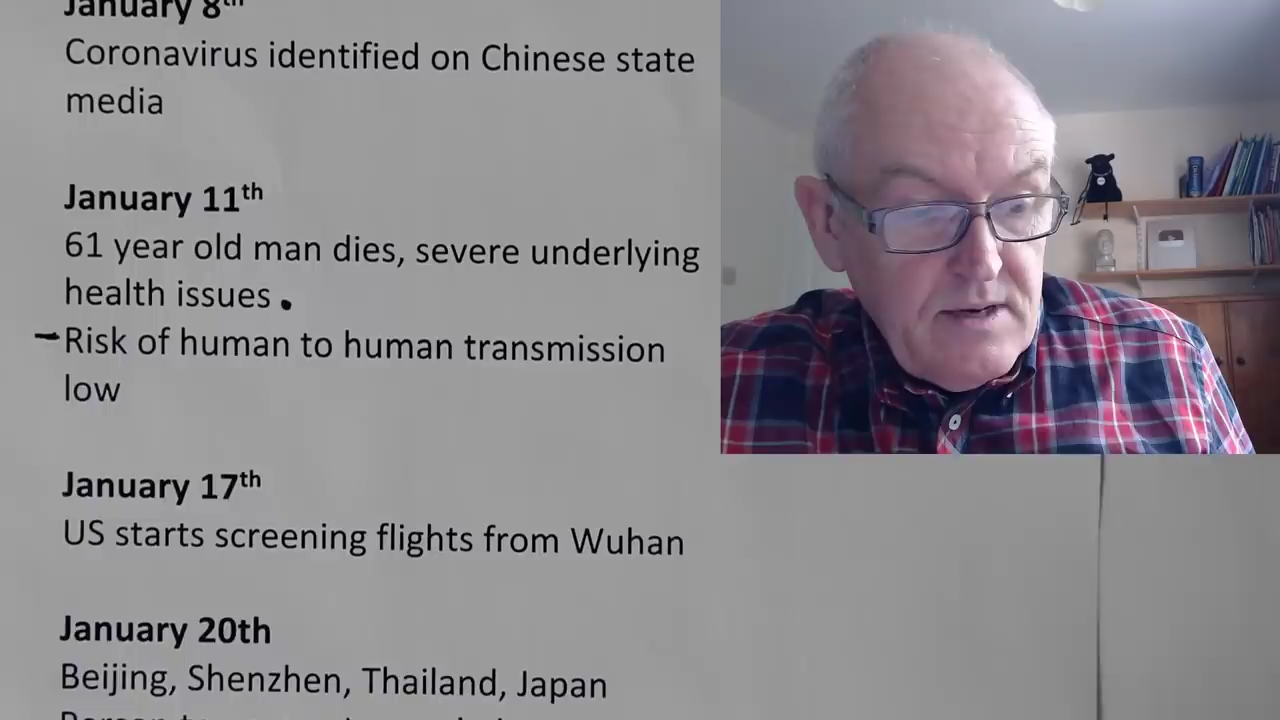 January 8th
Coronavirus identified on Chinese state
media
January 11th
61 year old man dies, severe underlying
health issues .
-Risk of human to human transmission
low
January 17th
US starts screening flights from Wuhan
January 20th
Beijing, Shenzhen, Thailand, Japan